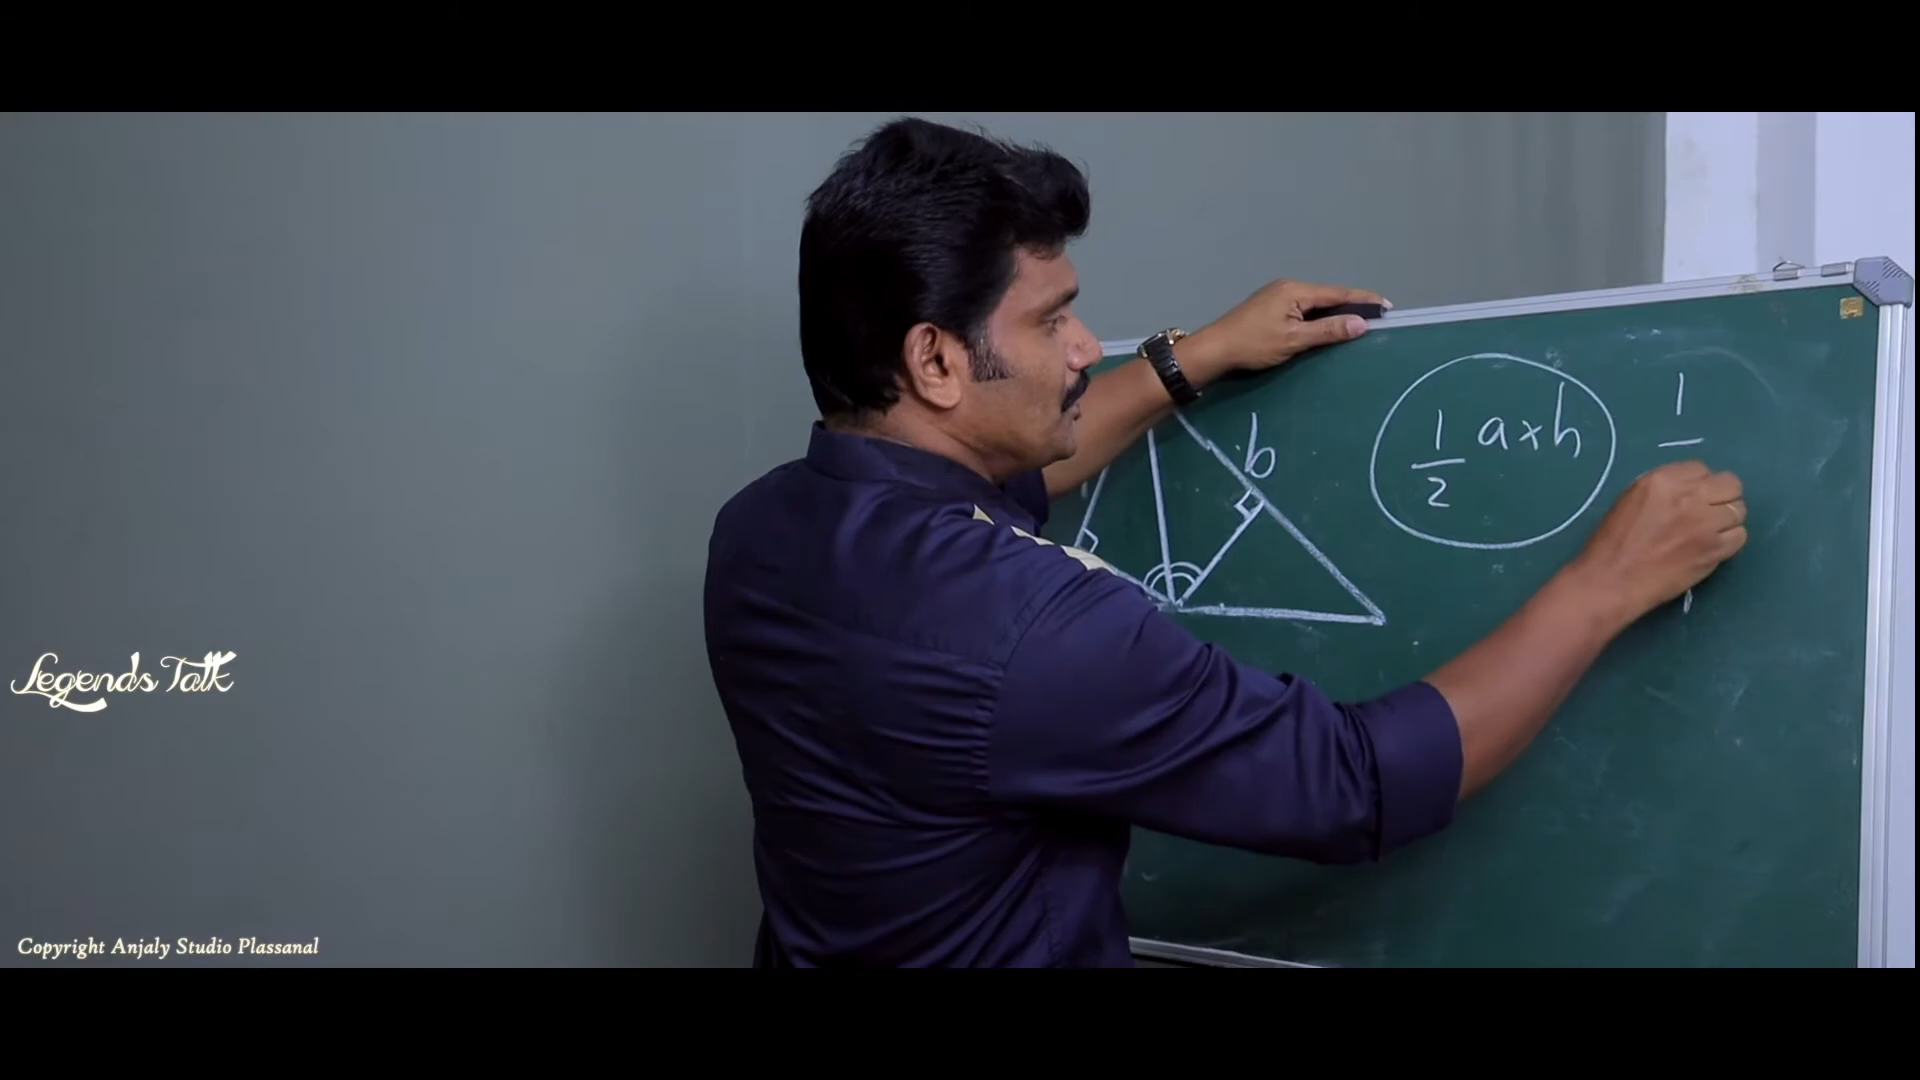 b
1/2 a×h
1
Legends Talk
Copyright Anjaly Studio Plassanal